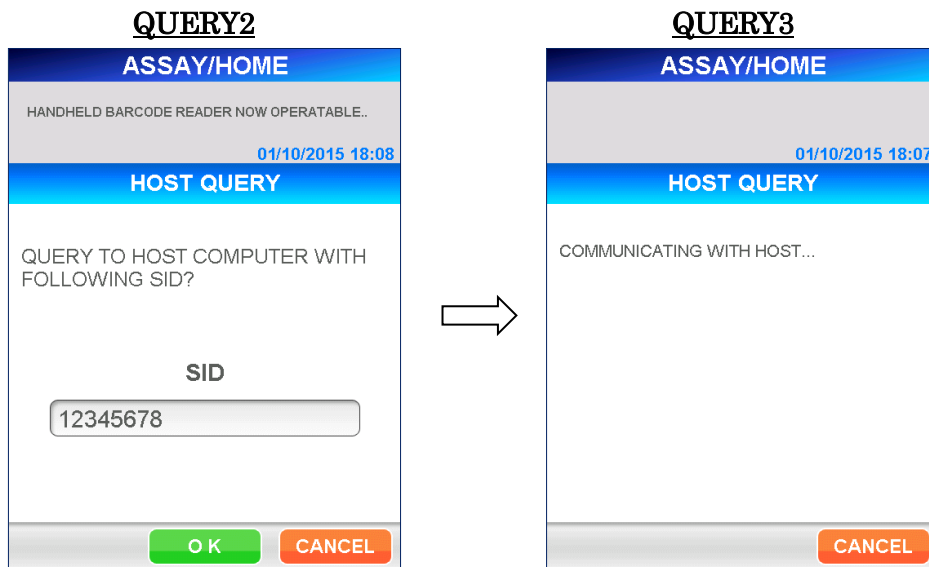 QUERY2
ASSAY/HOME
HANDHELD BARCODE READER NOW OPERATABLE..
01/10/2015 18:08
HOST QUERY
QUERY TO HOST COMPUTER WITH
FOLLOWING SID?
SID
12345678
O K
CANCEL
QUERY3
ASSAY/HOME
01/10/2015 18:07
HOST QUERY
COMMUNICATING WITH HOST...
CANCEL